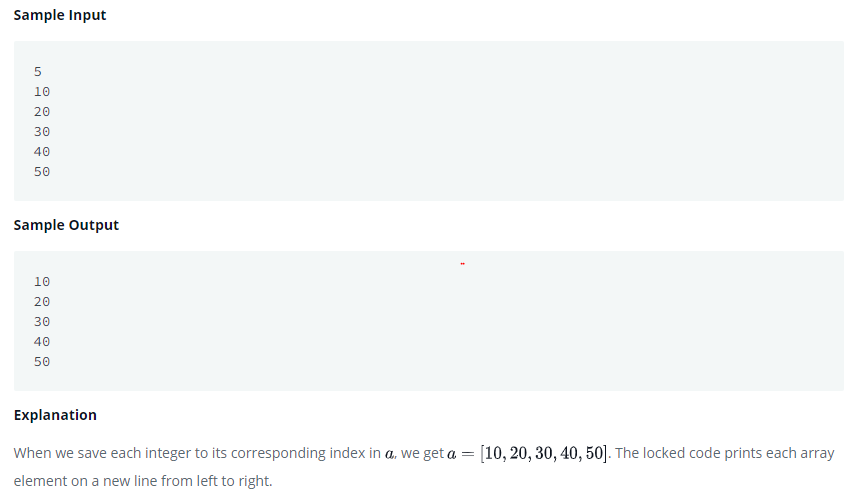 Sample Input
5
10
20
30
40
50
Sample Output
10
20
30
40
50
Explanation
When we save each integer to its corresponding index in a, we get a = [10, 20, 30, 40, 50]. The locked code prints each array
element on a new line from left to right.